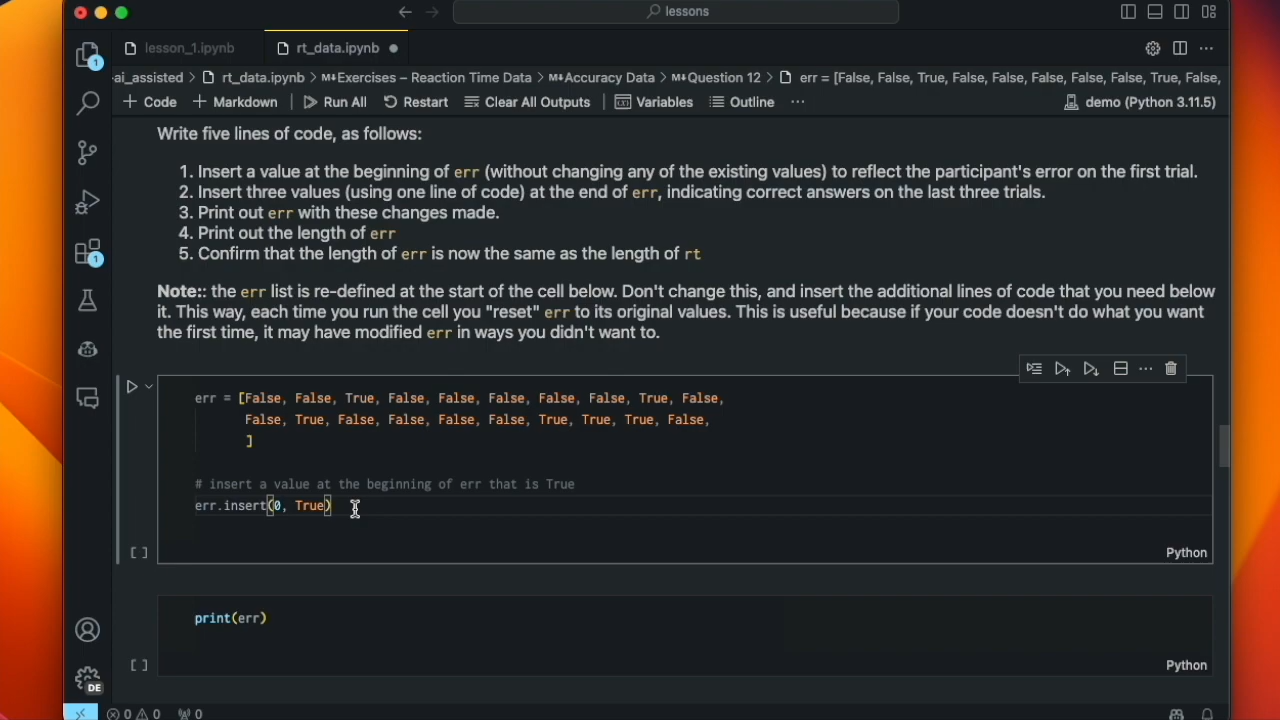 lessons
lesson_1.ipynb
rt_data.ipynb
ai_assisted > rt_data.ipynb > M↓Exercises – Reaction Time Data > M↓Accuracy Data > M↓Question 12 > err = [False, False, True, False, False, False, False, False, True, False,
+ Code + Markdown Run All Restart Clear All Outputs Variables Outline ··· demo (Python 3.11.5)
Write five lines of code, as follows:
1. Insert a value at the beginning of err (without changing any of the existing values) to reflect the participant's error on the first trial.
2. Insert three values (using one line of code) at the end of err, indicating correct answers on the last three trials.
3. Print out err with these changes made.
4. Print out the length of err
5. Confirm that the length of err is now the same as the length of rt
Note:: the err list is re-defined at the start of the cell below. Don't change this, and insert the additional lines of code that you need below
it. This way, each time you run the cell you "reset" err to its original values. This is useful because if your code doesn't do what you want
the first time, it may have modified err in ways you didn't want to.
err = [False, False, True, False, False, False, False, False, True, False,
False, True, False, False, False, False, True, True, True, False,
]
# insert a value at the beginning of err that is True
err.insert(0, True)
[ ]
Python
print(err)
[ ]
Python
1
1
DE
0 0 0